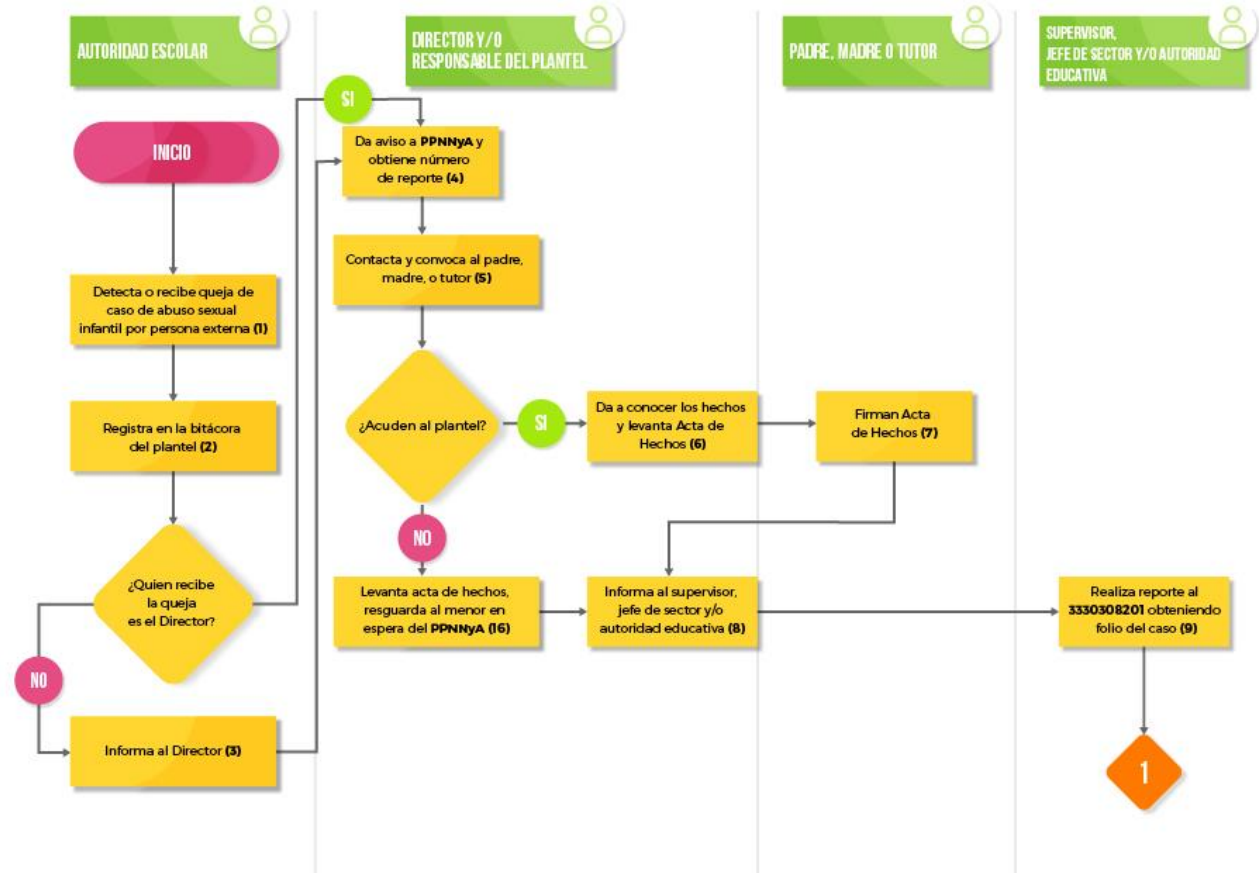 AUTORIDAD ESCOLAR
DIRECTOR Y/O
RESPONSABLE DEL PLANTEL
PADRE, MADRE O TUTOR
SUPERVISOR,
JEFE DE SECTOR Y/O AUTORIDAD
EDUCATIVA
INICIO
Detecta o recibe queja de
caso de abuso sexual
infantil por persona externa (1)
Registra en la bitácora
del plantel (2)
¿Quien recibe
la queja
es el Director?
NO
Informa al Director (3)
SI
Da aviso a PPNNyA y
obtiene número
de reporte (4)
Contacta y convoca al padre,
madre, o tutor (5)
¿Acuden al plantel?
SI
Da a conocer los hechos
y levanta Acta de
Hechos (6)
Firman Acta
de Hechos (7)
NO
Levanta acta de hechos,
resguarda al menor en
espera del PPNNyA (16)
Informa al supervisor,
jefe de sector y/o
autoridad educativa (8)
Realiza reporte al
3330308201 obteniendo
folio del caso (9)
1